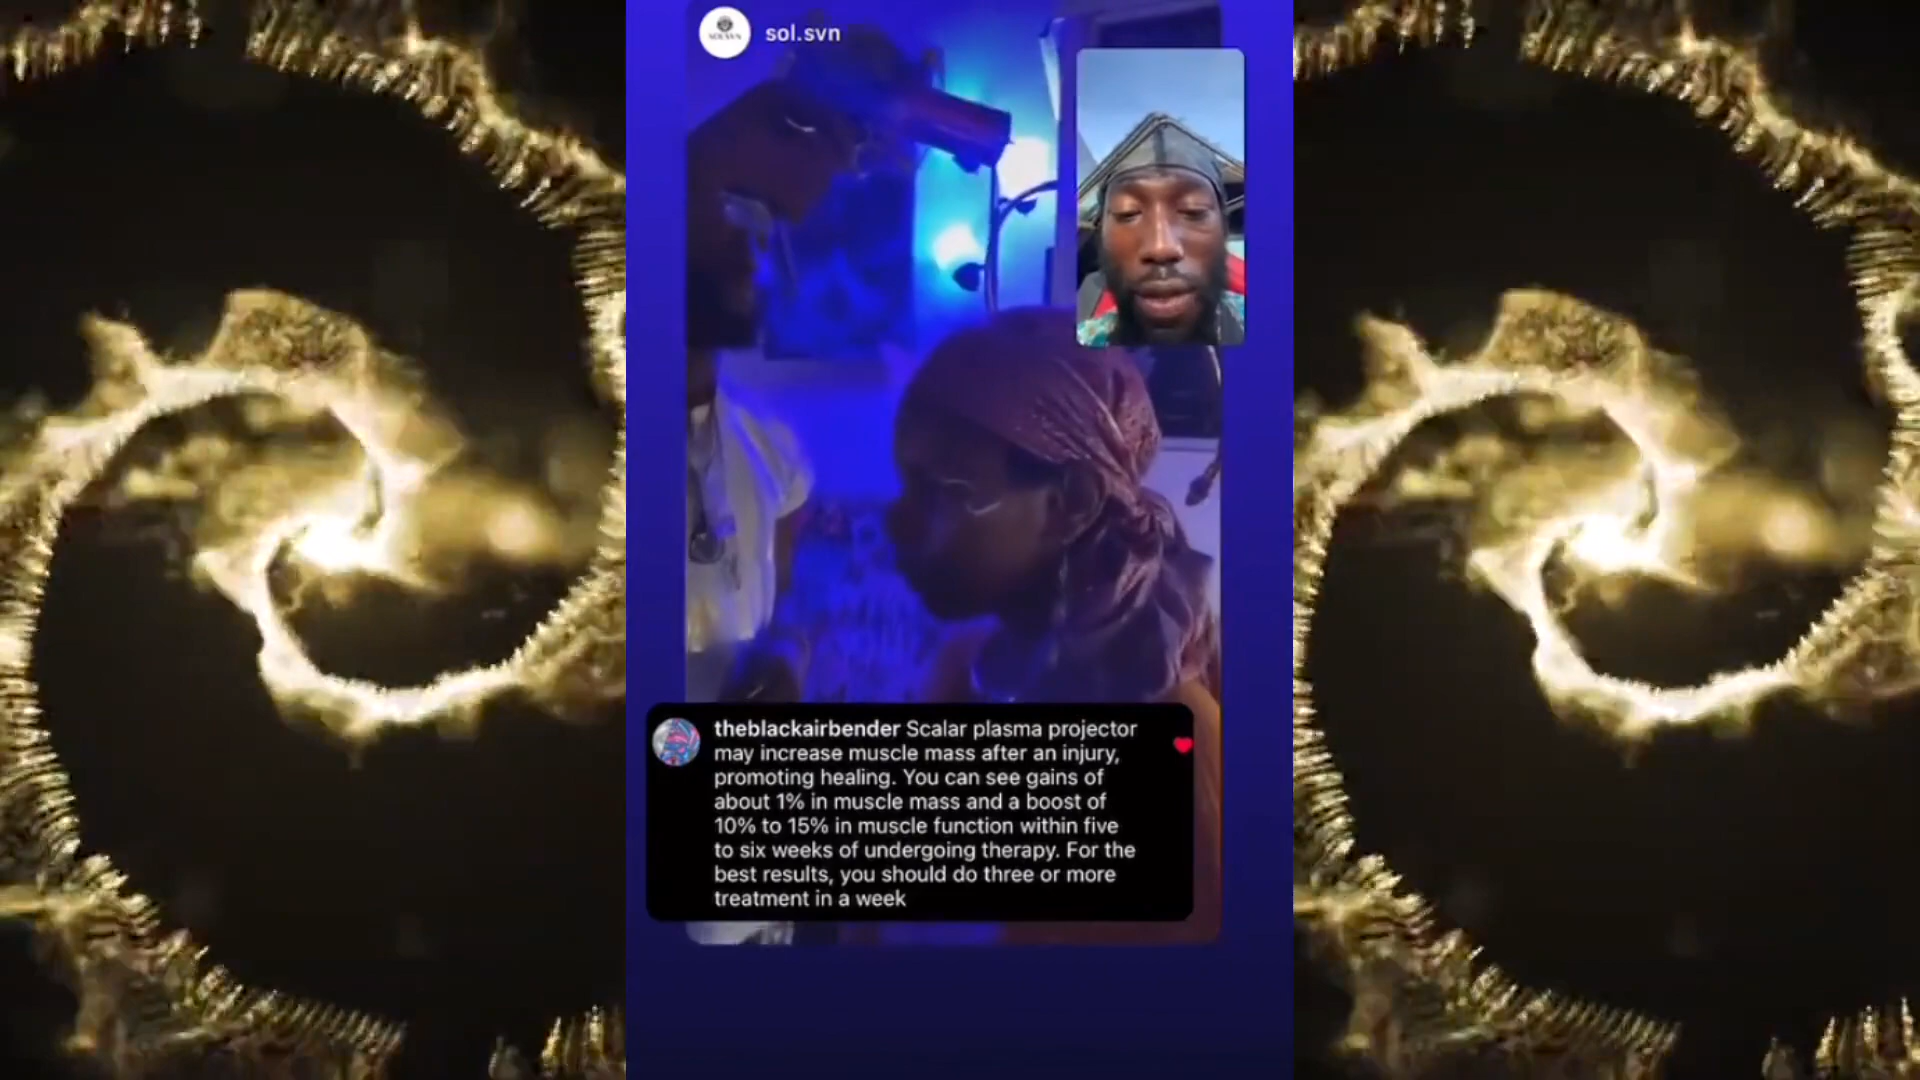 sol.svn
theblackairbender Scalar plasma projector
may increase muscle mass after an injury,
promoting healing. You can see gains of
about 1% in muscle mass and a boost of
10% to 15% in muscle function within five
to six weeks of undergoing therapy. For the
best results, you should do three or more
treatment in a week